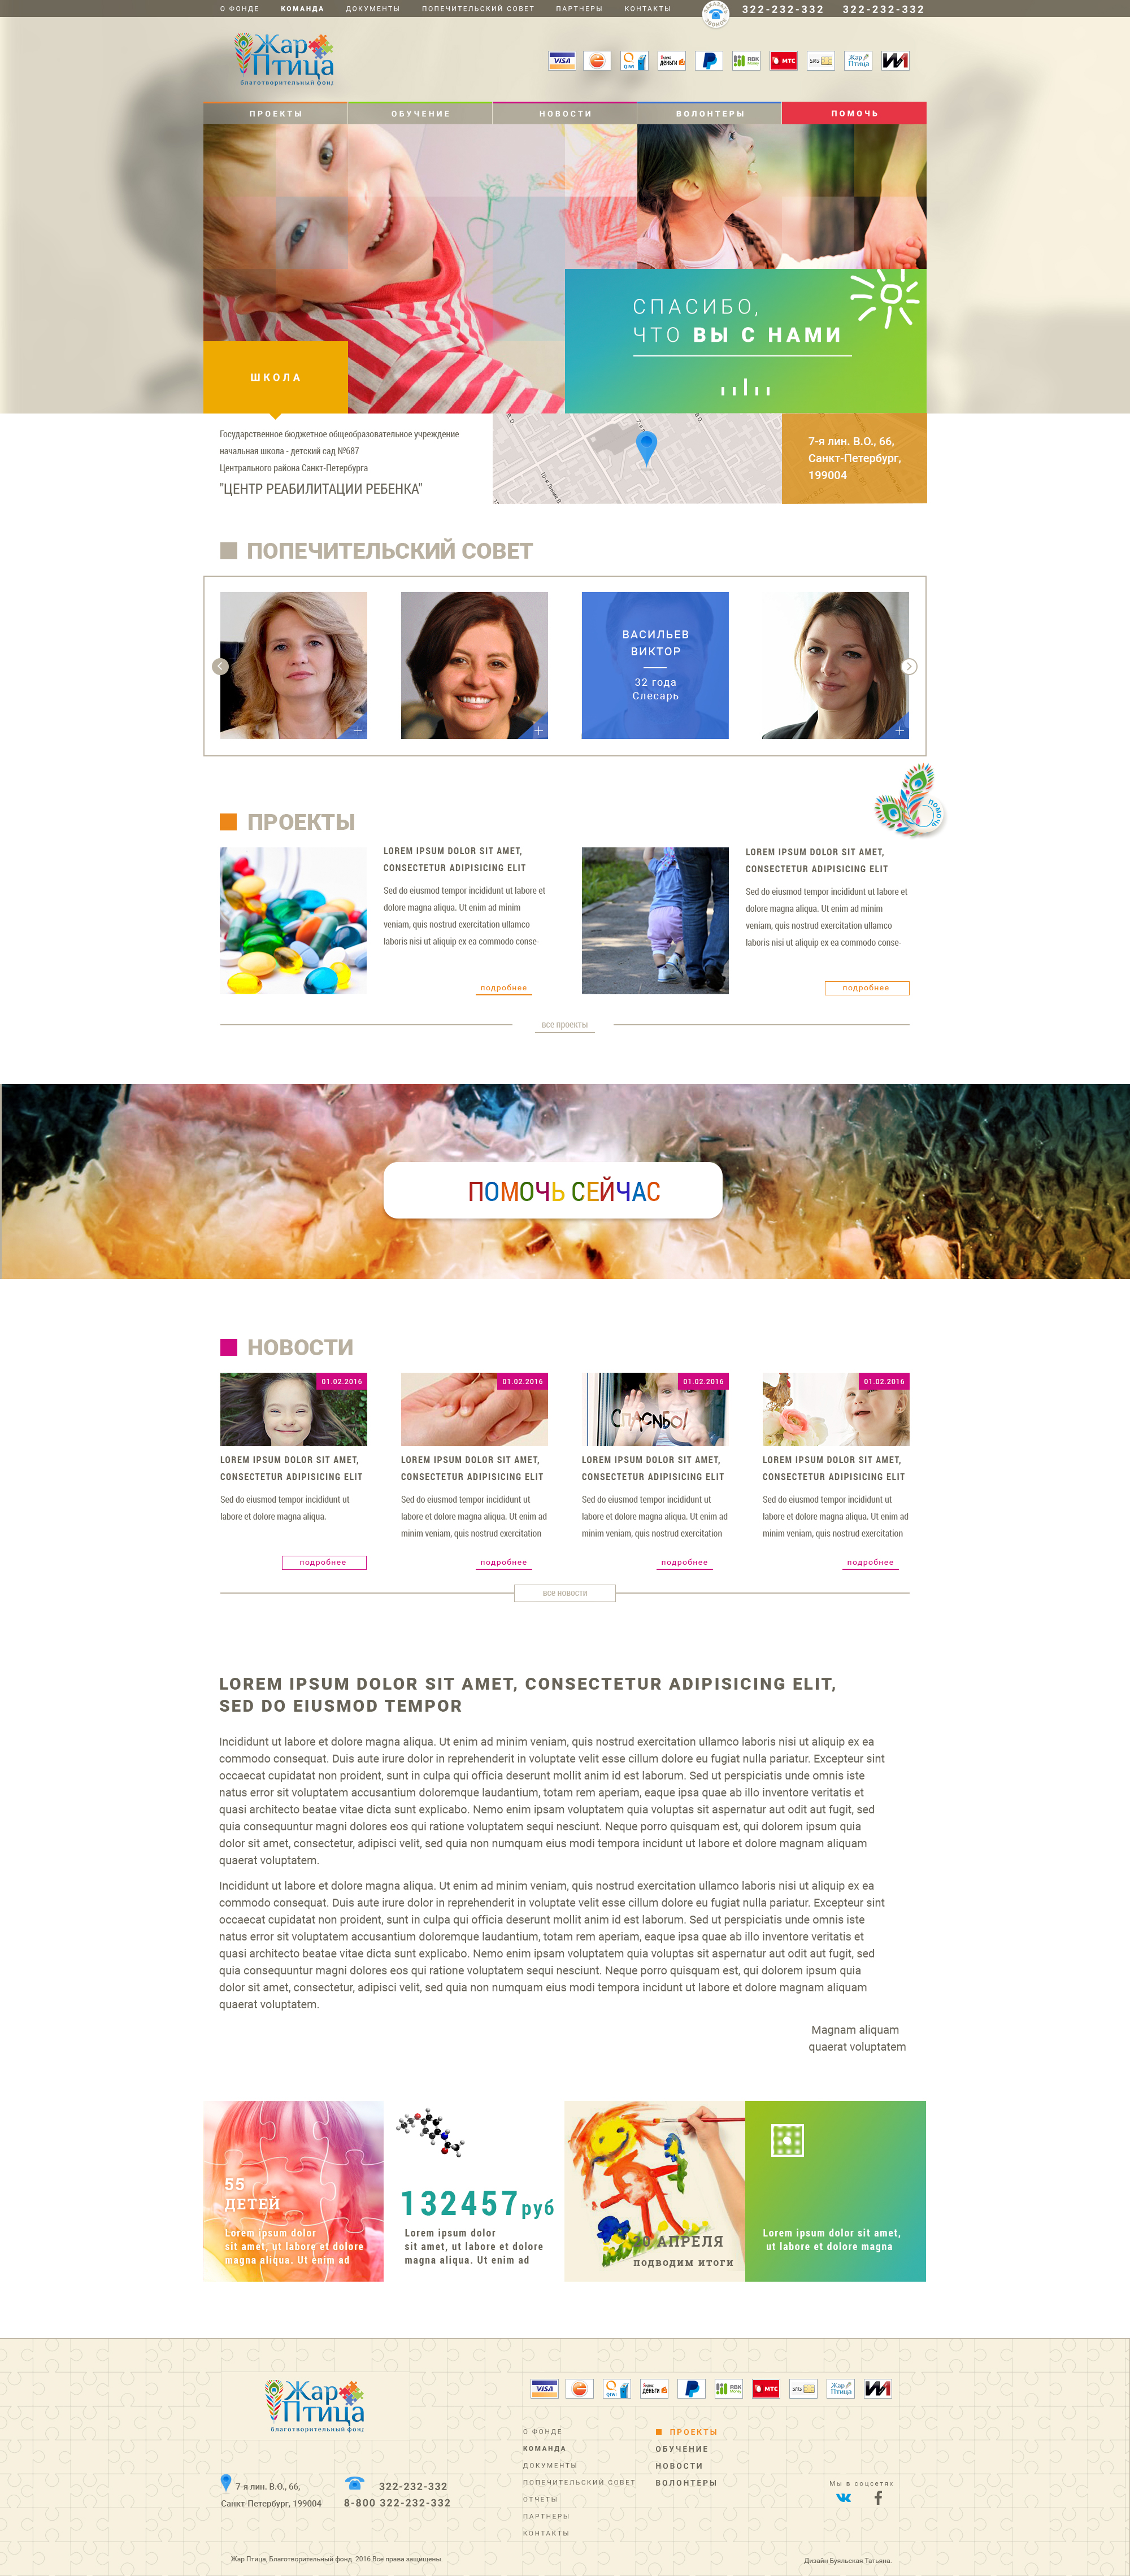 О ФОНДЕ КОМАНДА ДОКУМЕНТЫ ПОПЕЧИТЕЛЬСКИЙ СОВЕТ ПАРТНЕРЫ КОНТАКТЫ
ЗАКАЗАТЬ ЗВОНОК
322-232-332 322-232-332
Жар Птица
благотворительный фонд
VISA QIWI Яндекс деньги RBK Money МТС SMS Жар Птица
ПРОЕКТЫ ОБУЧЕНИЕ НОВОСТИ ВОЛОНТЕРЫ ПОМОЧЬ
СПАСИБО,
ЧТО ВЫ С НАМИ
ШКОЛА
Государственное бюджетное общеобразовательное учреждение
начальная школа - детский сад №687
Центрального района Санкт-Петербурга
"ЦЕНТР РЕАБИЛИТАЦИИ РЕБЕНКА"
7-я лин. В.О., 66,
Санкт-Петербург,
199004
ПОПЕЧИТЕЛЬСКИЙ СОВЕТ
ВАСИЛЬЕВ
ВИКТОР
32 года
Слесарь
ПРОЕКТЫ
ПОМОЧЬ
LOREM IPSUM DOLOR SIT AMET,
CONSECTETUR ADIPISICING ELIT
Sed do eiusmod tempor incididunt ut labore et
dolore magna aliqua. Ut enim ad minim
veniam, quis nostrud exercitation ullamco
laboris nisi ut aliquip ex ea commodo conse-
подробнее
LOREM IPSUM DOLOR SIT AMET,
CONSECTETUR ADIPISICING ELIT
Sed do eiusmod tempor incididunt ut labore et
dolore magna aliqua. Ut enim ad minim
veniam, quis nostrud exercitation ullamco
laboris nisi ut aliquip ex ea commodo conse-
подробнее
все проекты
ПОМОЧЬ СЕЙЧАС
НОВОСТИ
01.02.2016
LOREM IPSUM DOLOR SIT AMET,
CONSECTETUR ADIPISICING ELIT
Sed do eiusmod tempor incididunt ut
labore et dolore magna aliqua.
подробнее
01.02.2016
LOREM IPSUM DOLOR SIT AMET,
CONSECTETUR ADIPISICING ELIT
Sed do eiusmod tempor incididunt ut
labore et dolore magna aliqua. Ut enim ad
minim veniam, quis nostrud exercitation
подробнее
01.02.2016
Спасибо!
LOREM IPSUM DOLOR SIT AMET,
CONSECTETUR ADIPISICING ELIT
Sed do eiusmod tempor incididunt ut
labore et dolore magna aliqua. Ut enim ad
minim veniam, quis nostrud exercitation
подробнее
01.02.2016
LOREM IPSUM DOLOR SIT AMET,
CONSECTETUR ADIPISICING ELIT
Sed do eiusmod tempor incididunt ut
labore et dolore magna aliqua. Ut enim ad
minim veniam, quis nostrud exercitation
подробнее
все новости
LOREM IPSUM DOLOR SIT AMET, CONSECTETUR ADIPISICING ELIT,
SED DO EIUSMOD TEMPOR
Incididunt ut labore et dolore magna aliqua. Ut enim ad minim veniam, quis nostrud exercitation ullamco laboris nisi ut aliquip ex ea
commodo consequat. Duis aute irure dolor in reprehenderit in voluptate velit esse cillum dolore eu fugiat nulla pariatur. Excepteur sint
occaecat cupidatat non proident, sunt in culpa qui officia deserunt mollit anim id est laborum. Sed ut perspiciatis unde omnis iste
natus error sit voluptatem accusantium doloremque laudantium, totam rem aperiam, eaque ipsa quae ab illo inventore veritatis et
quasi architecto beatae vitae dicta sunt explicabo. Nemo enim ipsam voluptatem quia voluptas sit aspernatur aut odit aut fugit, sed
quia consequuntur magni dolores eos qui ratione voluptatem sequi nesciunt. Neque porro quisquam est, qui dolorem ipsum quia
dolor sit amet, consectetur, adipisci velit, sed quia non numquam eius modi tempora incidunt ut labore et dolore magnam aliquam
quaerat voluptatem.
Incididunt ut labore et dolore magna aliqua. Ut enim ad minim veniam, quis nostrud exercitation ullamco laboris nisi ut aliquip ex ea
commodo consequat. Duis aute irure dolor in reprehenderit in voluptate velit esse cillum dolore eu fugiat nulla pariatur. Excepteur sint
occaecat cupidatat non proident, sunt in culpa qui officia deserunt mollit anim id est laborum. Sed ut perspiciatis unde omnis iste
natus error sit voluptatem accusantium doloremque laudantium, totam rem aperiam, eaque ipsa quae ab illo inventore veritatis et
quasi architecto beatae vitae dicta sunt explicabo. Nemo enim ipsam voluptatem quia voluptas sit aspernatur aut odit aut fugit, sed
quia consequuntur magni dolores eos qui ratione voluptatem sequi nesciunt. Neque porro quisquam est, qui dolorem ipsum quia
dolor sit amet, consectetur, adipisci velit, sed quia non numquam eius modi tempora incidunt ut labore et dolore magnam aliquam
quaerat voluptatem.
Magnam aliquam
quaerat voluptatem
55
ДЕТЕЙ
Lorem ipsum dolor
sit amet, ut labore et dolore
magna aliqua. Ut enim ad
132457руб
Lorem ipsum dolor
sit amet, ut labore et dolore
magna aliqua. Ut enim ad
30 АПРЕЛЯ
подводим итоги
Lorem ipsum dolor sit amet,
ut labore et dolore magna
Жар Птица
благотворительный фонд
VISA QIWI Яндекс деньги RBK Money МТС SMS Жар Птица
О ФОНДЕ
КОМАНДА
ДОКУМЕНТЫ
ПОПЕЧИТЕЛЬСКИЙ СОВЕТ
ОТЧЕТЫ
ПАРТНЕРЫ
КОНТАКТЫ
ПРОЕКТЫ
ОБУЧЕНИЕ
НОВОСТИ
ВОЛОНТЕРЫ
7-я лин. В.О., 66,
Санкт-Петербург, 199004
322-232-332
8-800 322-232-332
Мы в соцсетях
Жар Птица, Благотворительный фонд. 2016.Все права защищены.
Дизайн Буяльская Татьяна.